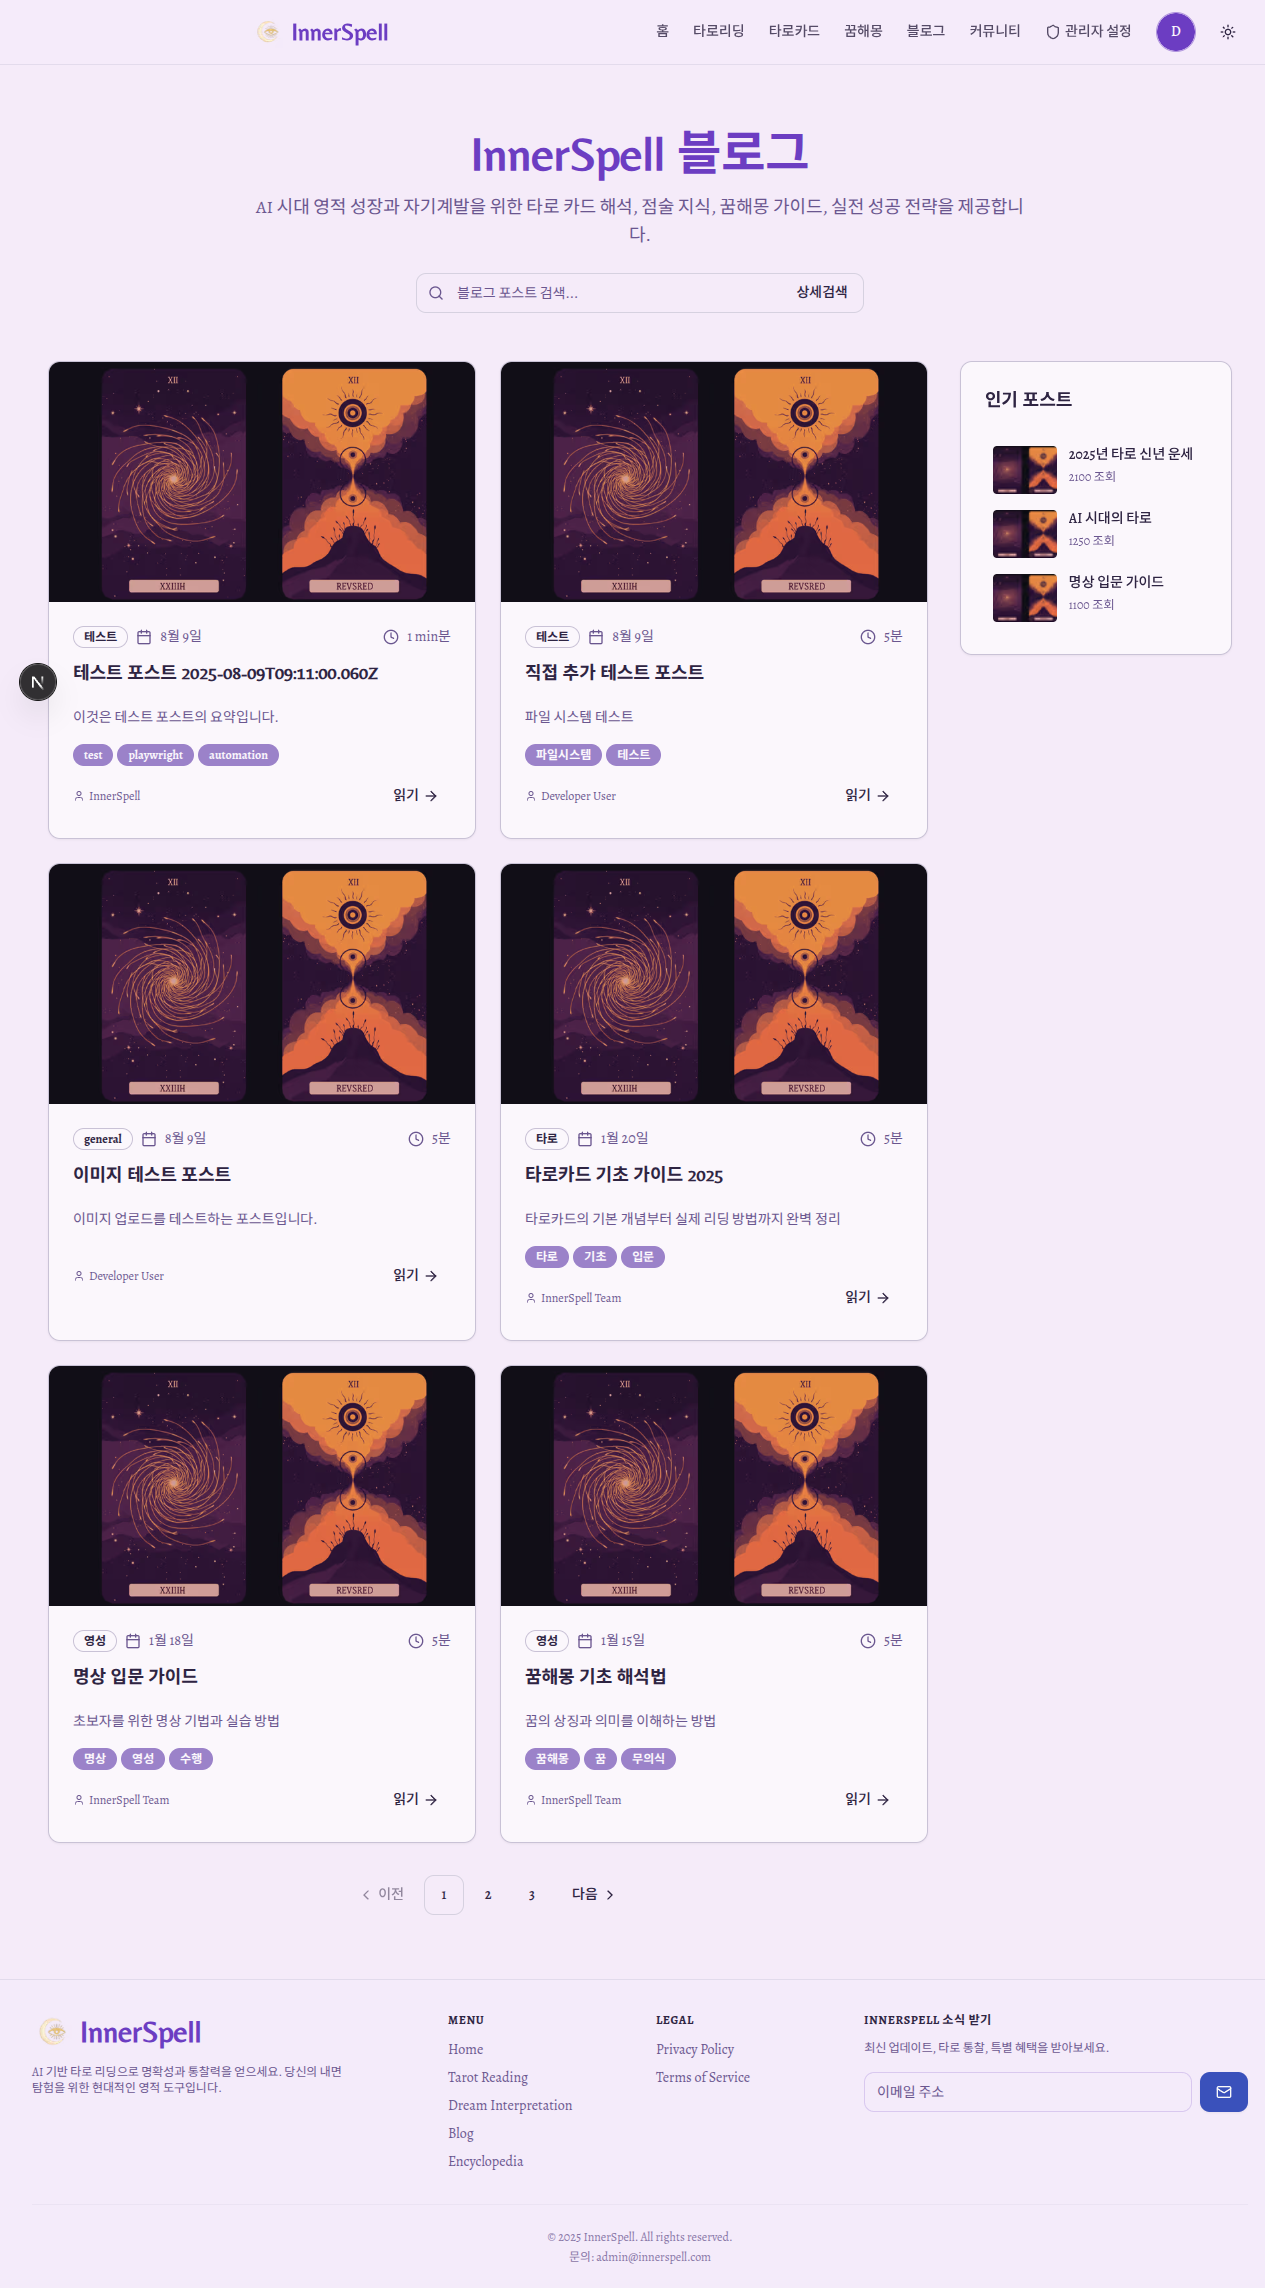 InnerSpell
홈 타로리딩 타로카드 꿈해몽 블로그 커뮤니티 관리자 설정 D
InnerSpell 블로그
AI 시대 영적 성장과 자기계발을 위한 타로 카드 해석, 점술 지식, 꿈해몽 가이드, 실전 성공 전략을 제공합니
다.
블로그 포스트 검색... 상세검색
XII XII
XXIIIH REVSRED
테스트 8월 9일 1 min분
테스트 포스트 2025-08-09T09:11:00.060Z
이것은 테스트 포스트의 요약입니다.
test playwright automation
InnerSpell 읽기
XII XII
XXIIIH REVSRED
테스트 8월 9일 5분
직접 추가 테스트 포스트
파일 시스템 테스트
파일시스템 테스트
Developer User 읽기
인기 포스트
2025년 타로 신년 운세
2100 조회
AI 시대의 타로
1250 조회
명상 입문 가이드
1100 조회
N
XII XII
XXIIIH REVSRED
general 8월 9일 5분
이미지 테스트 포스트
이미지 업로드를 테스트하는 포스트입니다.
Developer User 읽기
XII XII
XXIIIH REVSRED
타로 1월 20일 5분
타로카드 기초 가이드 2025
타로카드의 기본 개념부터 실제 리딩 방법까지 완벽 정리
타로 기초 입문
InnerSpell Team 읽기
XII XII
XXIIIH REVSRED
영성 1월 18일 5분
명상 입문 가이드
초보자를 위한 명상 기법과 실습 방법
명상 영성 수행
InnerSpell Team 읽기
XII XII
XXIIIH REVSRED
영성 1월 15일 5분
꿈해몽 기초 해석법
꿈의 상징과 의미를 이해하는 방법
꿈해몽 꿈 무의식
InnerSpell Team 읽기
이전 1 2 3 다음
InnerSpell
AI 기반 타로 리딩으로 명확성과 통찰력을 얻으세요. 당신의 내면
탐험을 위한 현대적인 영적 도구입니다.
MENU
Home
Tarot Reading
Dream Interpretation
Blog
Encyclopedia
LEGAL
Privacy Policy
Terms of Service
INNERSPELL 소식 받기
최신 업데이트, 타로 통찰, 특별 혜택을 받아보세요.
이메일 주소
© 2025 InnerSpell. All rights reserved.
문의: admin@innerspell.com